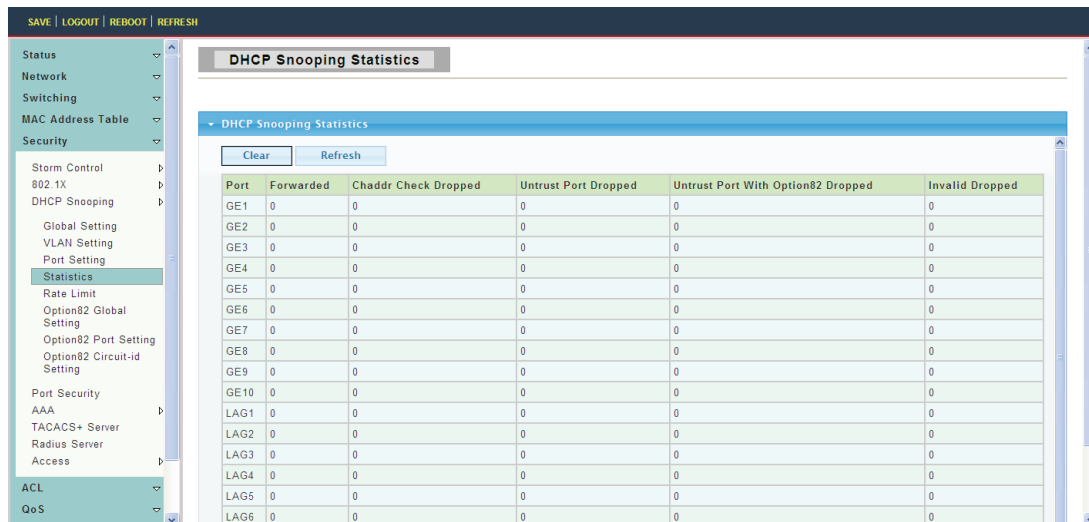 SAVE | LOGOUT | REBOOT | REFRESH
Status
Network
Switching
MAC Address Table
Security
Storm Control
802.1X
DHCP Snooping
Global Setting
VLAN Setting
Port Setting
Statistics
Rate Limit
Option82 Global
Setting
Option82 Port Setting
Option82 Circuit-id
Setting
Port Security
AAA
TACACS+ Server
Radius Server
Access
ACL
QoS
DHCP Snooping Statistics
DHCP Snooping Statistics
Clear Refresh
Port Forwarded Chaddr Check Dropped Untrust Port Dropped Untrust Port With Option82 Dropped Invalid Dropped
GE1 0 0 0 0 0
GE2 0 0 0 0 0
GE3 0 0 0 0 0
GE4 0 0 0 0 0
GE5 0 0 0 0 0
GE6 0 0 0 0 0
GE7 0 0 0 0 0
GE8 0 0 0 0 0
GE9 0 0 0 0 0
GE10 0 0 0 0 0
LAG1 0 0 0 0 0
LAG2 0 0 0 0 0
LAG3 0 0 0 0 0
LAG4 0 0 0 0 0
LAG5 0 0 0 0 0
LAG6 0 0 0 0 0